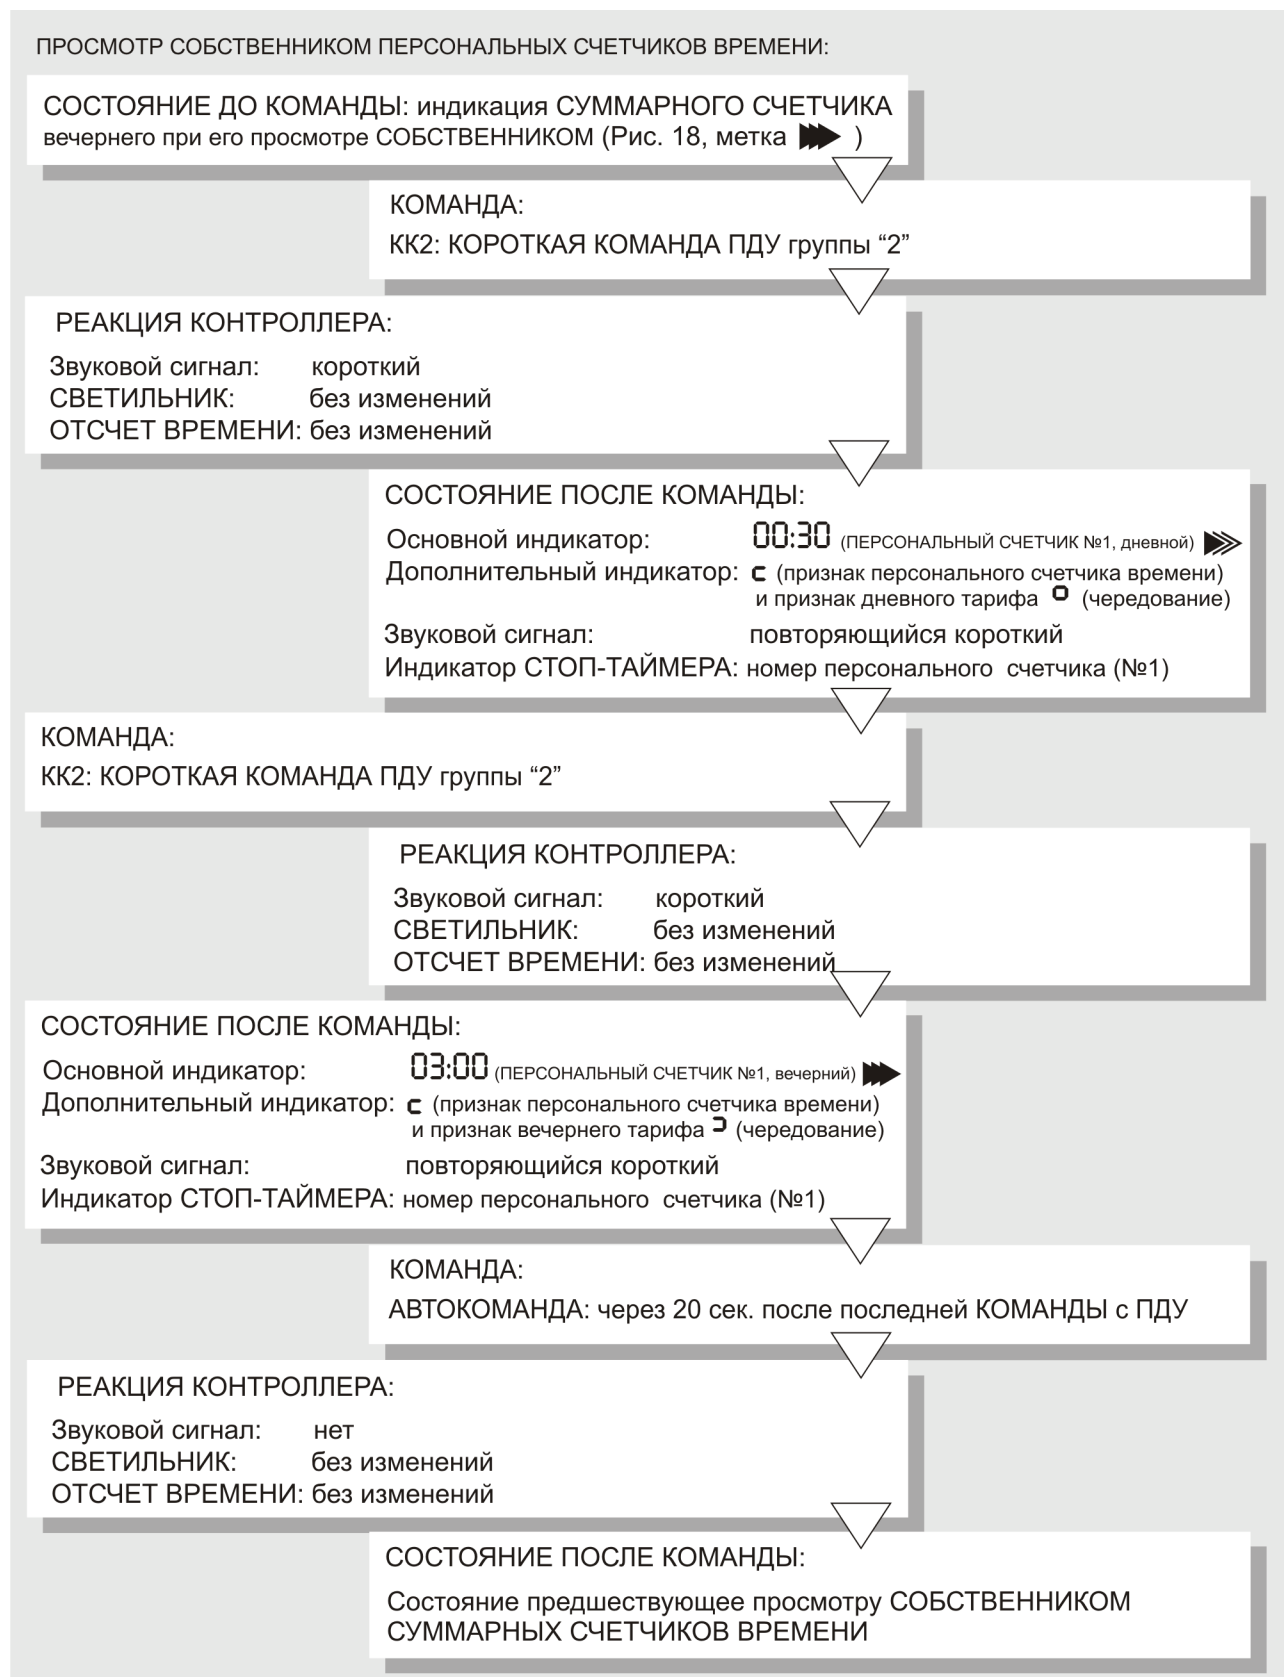 ПРОСМОТР СОБСТВЕННИКОМ ПЕРСОНАЛЬНЫХ СЧЕТЧИКОВ ВРЕМЕНИ:
СОСТОЯНИЕ ДО КОМАНДЫ: индикация СУММАРНОГО СЧЕТЧИКА
вечернего при его просмотре СОБСТВЕННИКОМ (Рис. 18, метка )
КОМАНДА:
КК2: КОРОТКАЯ КОМАНДА ПДУ группы “2”
РЕАКЦИЯ КОНТРОЛЛЕРА:
Звуковой сигнал: короткий
СВЕТИЛЬНИК: без изменений
ОТСЧЕТ ВРЕМЕНИ: без изменений
СОСТОЯНИЕ ПОСЛЕ КОМАНДЫ:
Основной индикатор: 00:30 (ПЕРСОНАЛЬНЫЙ СЧЕТЧИК №1, дневной)
Дополнительный индикатор: с (признак персонального счетчика времени)
и признак дневного тарифа o (чередование)
Звуковой сигнал: повторяющийся короткий
Индикатор СТОП-ТАЙМЕРА: номер персонального счетчика (№1)
КОМАНДА:
КК2: КОРОТКАЯ КОМАНДА ПДУ группы “2”
РЕАКЦИЯ КОНТРОЛЛЕРА:
Звуковой сигнал: короткий
СВЕТИЛЬНИК: без изменений
ОТСЧЕТ ВРЕМЕНИ: без изменений
СОСТОЯНИЕ ПОСЛЕ КОМАНДЫ:
Основной индикатор: 03:00 (ПЕРСОНАЛЬНЫЙ СЧЕТЧИК №1, вечерний)
Дополнительный индикатор: с (признак персонального счетчика времени)
и признак вечернего тарифа ɔ (чередование)
Звуковой сигнал: повторяющийся короткий
Индикатор СТОП-ТАЙМЕРА: номер персонального счетчика (№1)
КОМАНДА:
АВТОКОМАНДА: через 20 сек. после последней КОМАНДЫ с ПДУ
РЕАКЦИЯ КОНТРОЛЛЕРА:
Звуковой сигнал: нет
СВЕТИЛЬНИК: без изменений
ОТСЧЕТ ВРЕМЕНИ: без изменений
СОСТОЯНИЕ ПОСЛЕ КОМАНДЫ:
Состояние предшествующее просмотру СОБСТВЕННИКОМ
СУММАРНЫХ СЧЕТЧИКОВ ВРЕМЕНИ